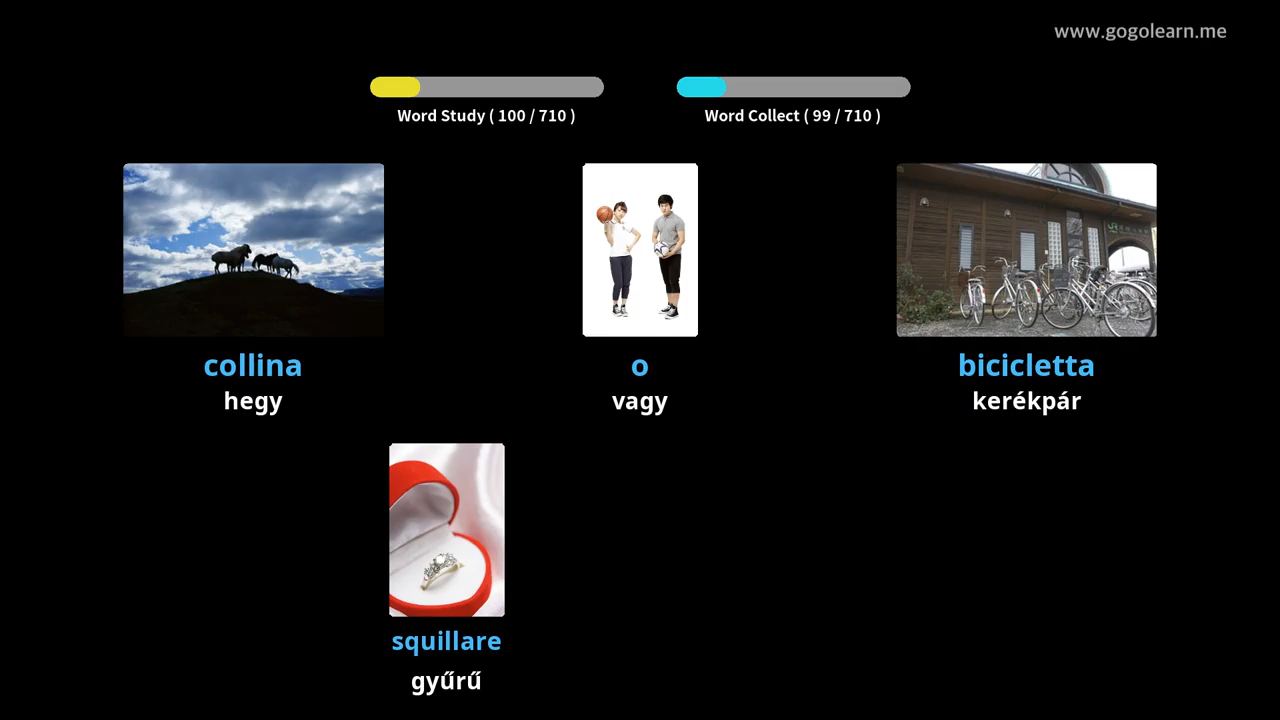 www.gogolearn.me
Word Study ( 100 / 710 )
Word Collect ( 99 / 710 )
collina
hegy
o
vagy
bicicletta
kerékpár
squillare
gyűrű